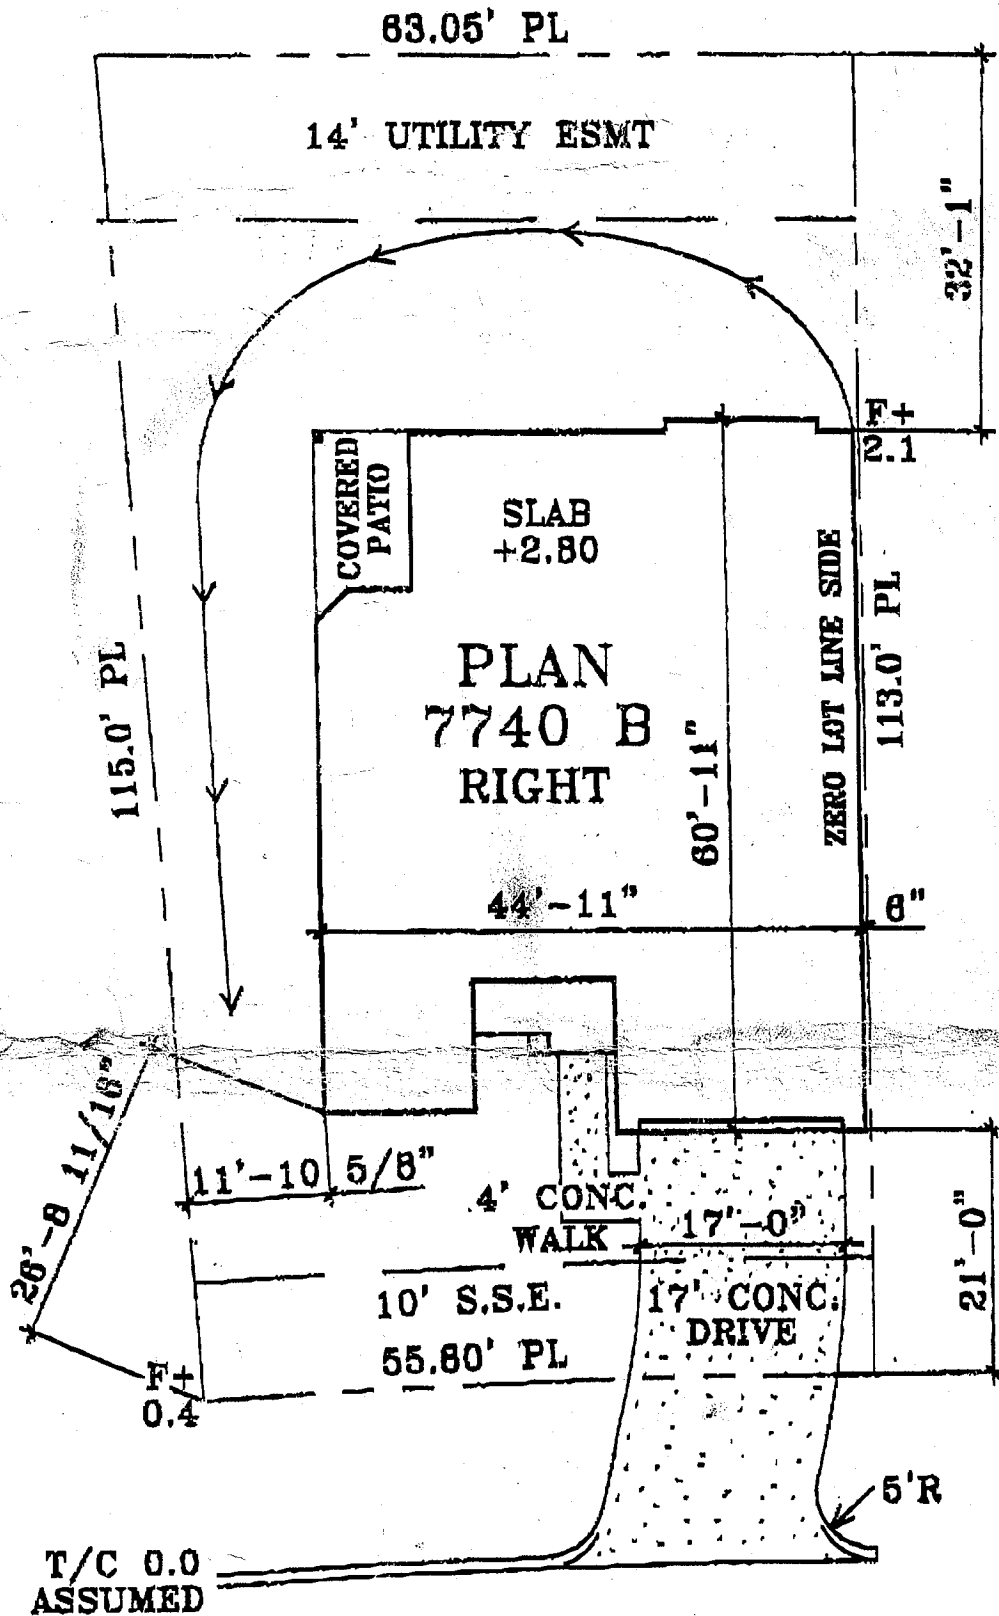 63.05' PL
14' UTILITY ESMT
32'-1"
F+
2.1
COVERED
PATIO
SLAB
+2.80
PLAN
7740 B
RIGHT
ZERO LOT LINE SIDE
113.0' PL
115.0' PL
60'-11"
44'-11"
6"
26'-8 11/16"
11'-10 5/8"
4' CONC.
WALK
17'-0"
21'-0"
10' S.S.E.
17' CONC.
DRIVE
55.80' PL
F+
0.4
5'R
T/C 0.0
ASSUMED